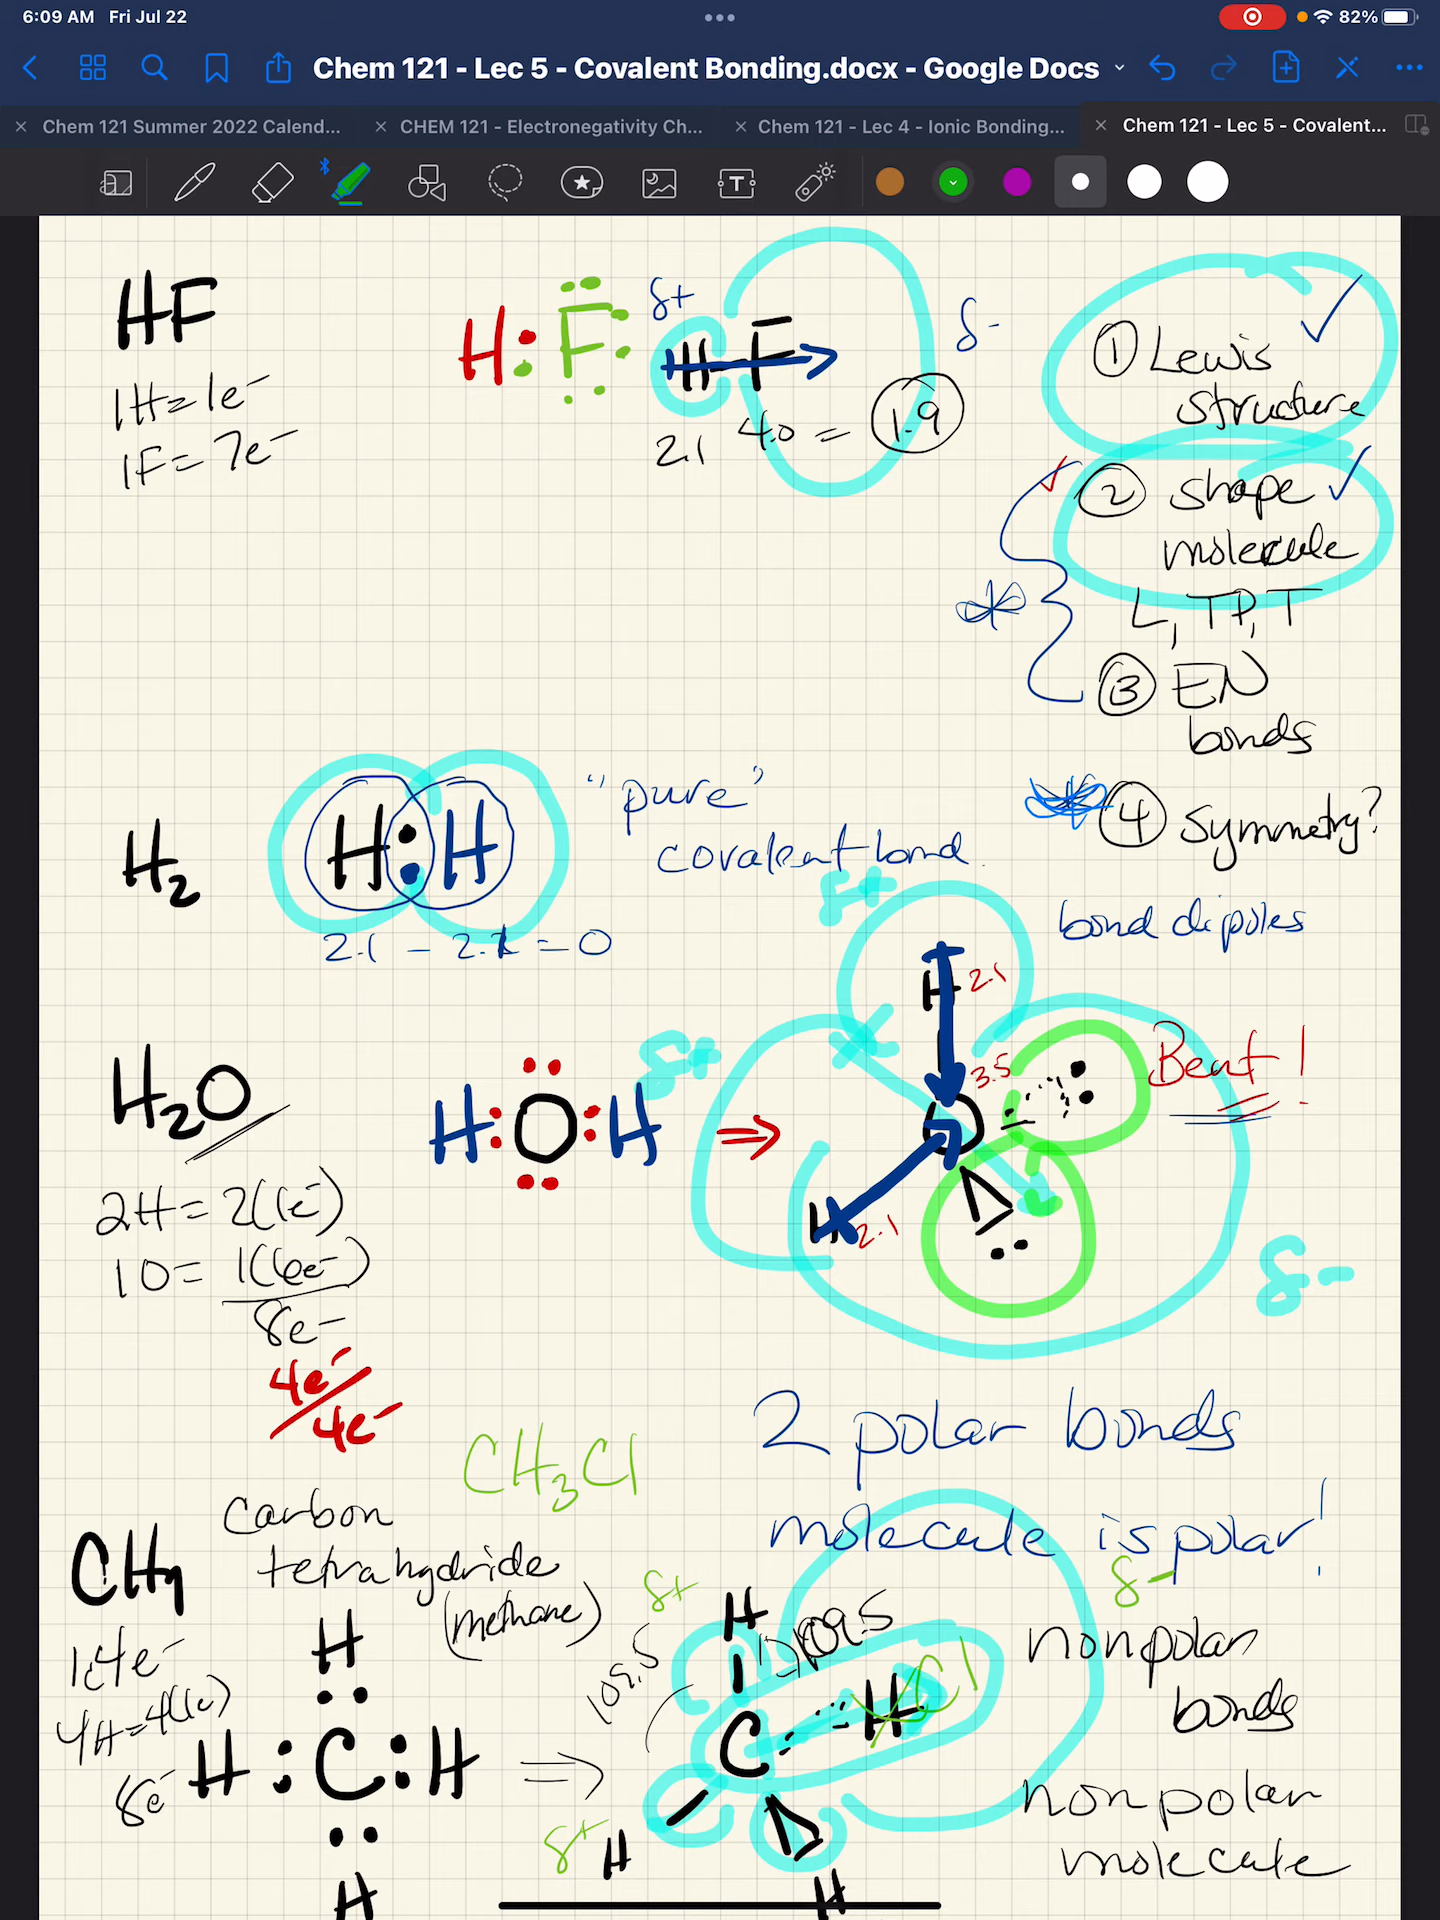 6:09 AM Fri Jul 22
82%
Chem 121 - Lec 5 - Covalent Bonding.docx - Google Docs
Chem 121 Summer 2022 Calend...
CHEM 121 - Electronegativity Ch...
Chem 121 - Lec 4 - Ionic Bonding...
Chem 121 - Lec 5 - Covalent...
HF
1H=1e-
1F=7e-
H:F
δ+
H-F
δ-
2.1 4.0 = 1.9
① Lewis
structure
② shape
molecule
L, TP, T
③ EN
bonds
④ Symmetry?
bond dipoles
H2
H:H
2.1 - 2.1 = 0
"pure"
covalent bond
H2O
2H=2(1e-)
1O= 1(6e-)
8e-
4e-
4e-
H:O:H
⇒
δ+
δ+
H 2.1
3.5
O
H 2.1
Bent!
δ-
2 polar bonds
molecule is polar!
CH3Cl
CH4
carbon
tetrahydride
(methane)
1C4e-
4H=4(1e)
8e-
H
H:C:H
H
⇒
δ+
H
109.5
109.5
C
H Cl
δ-
δ+
H
H
nonpolar
bonds
nonpolar
molecule